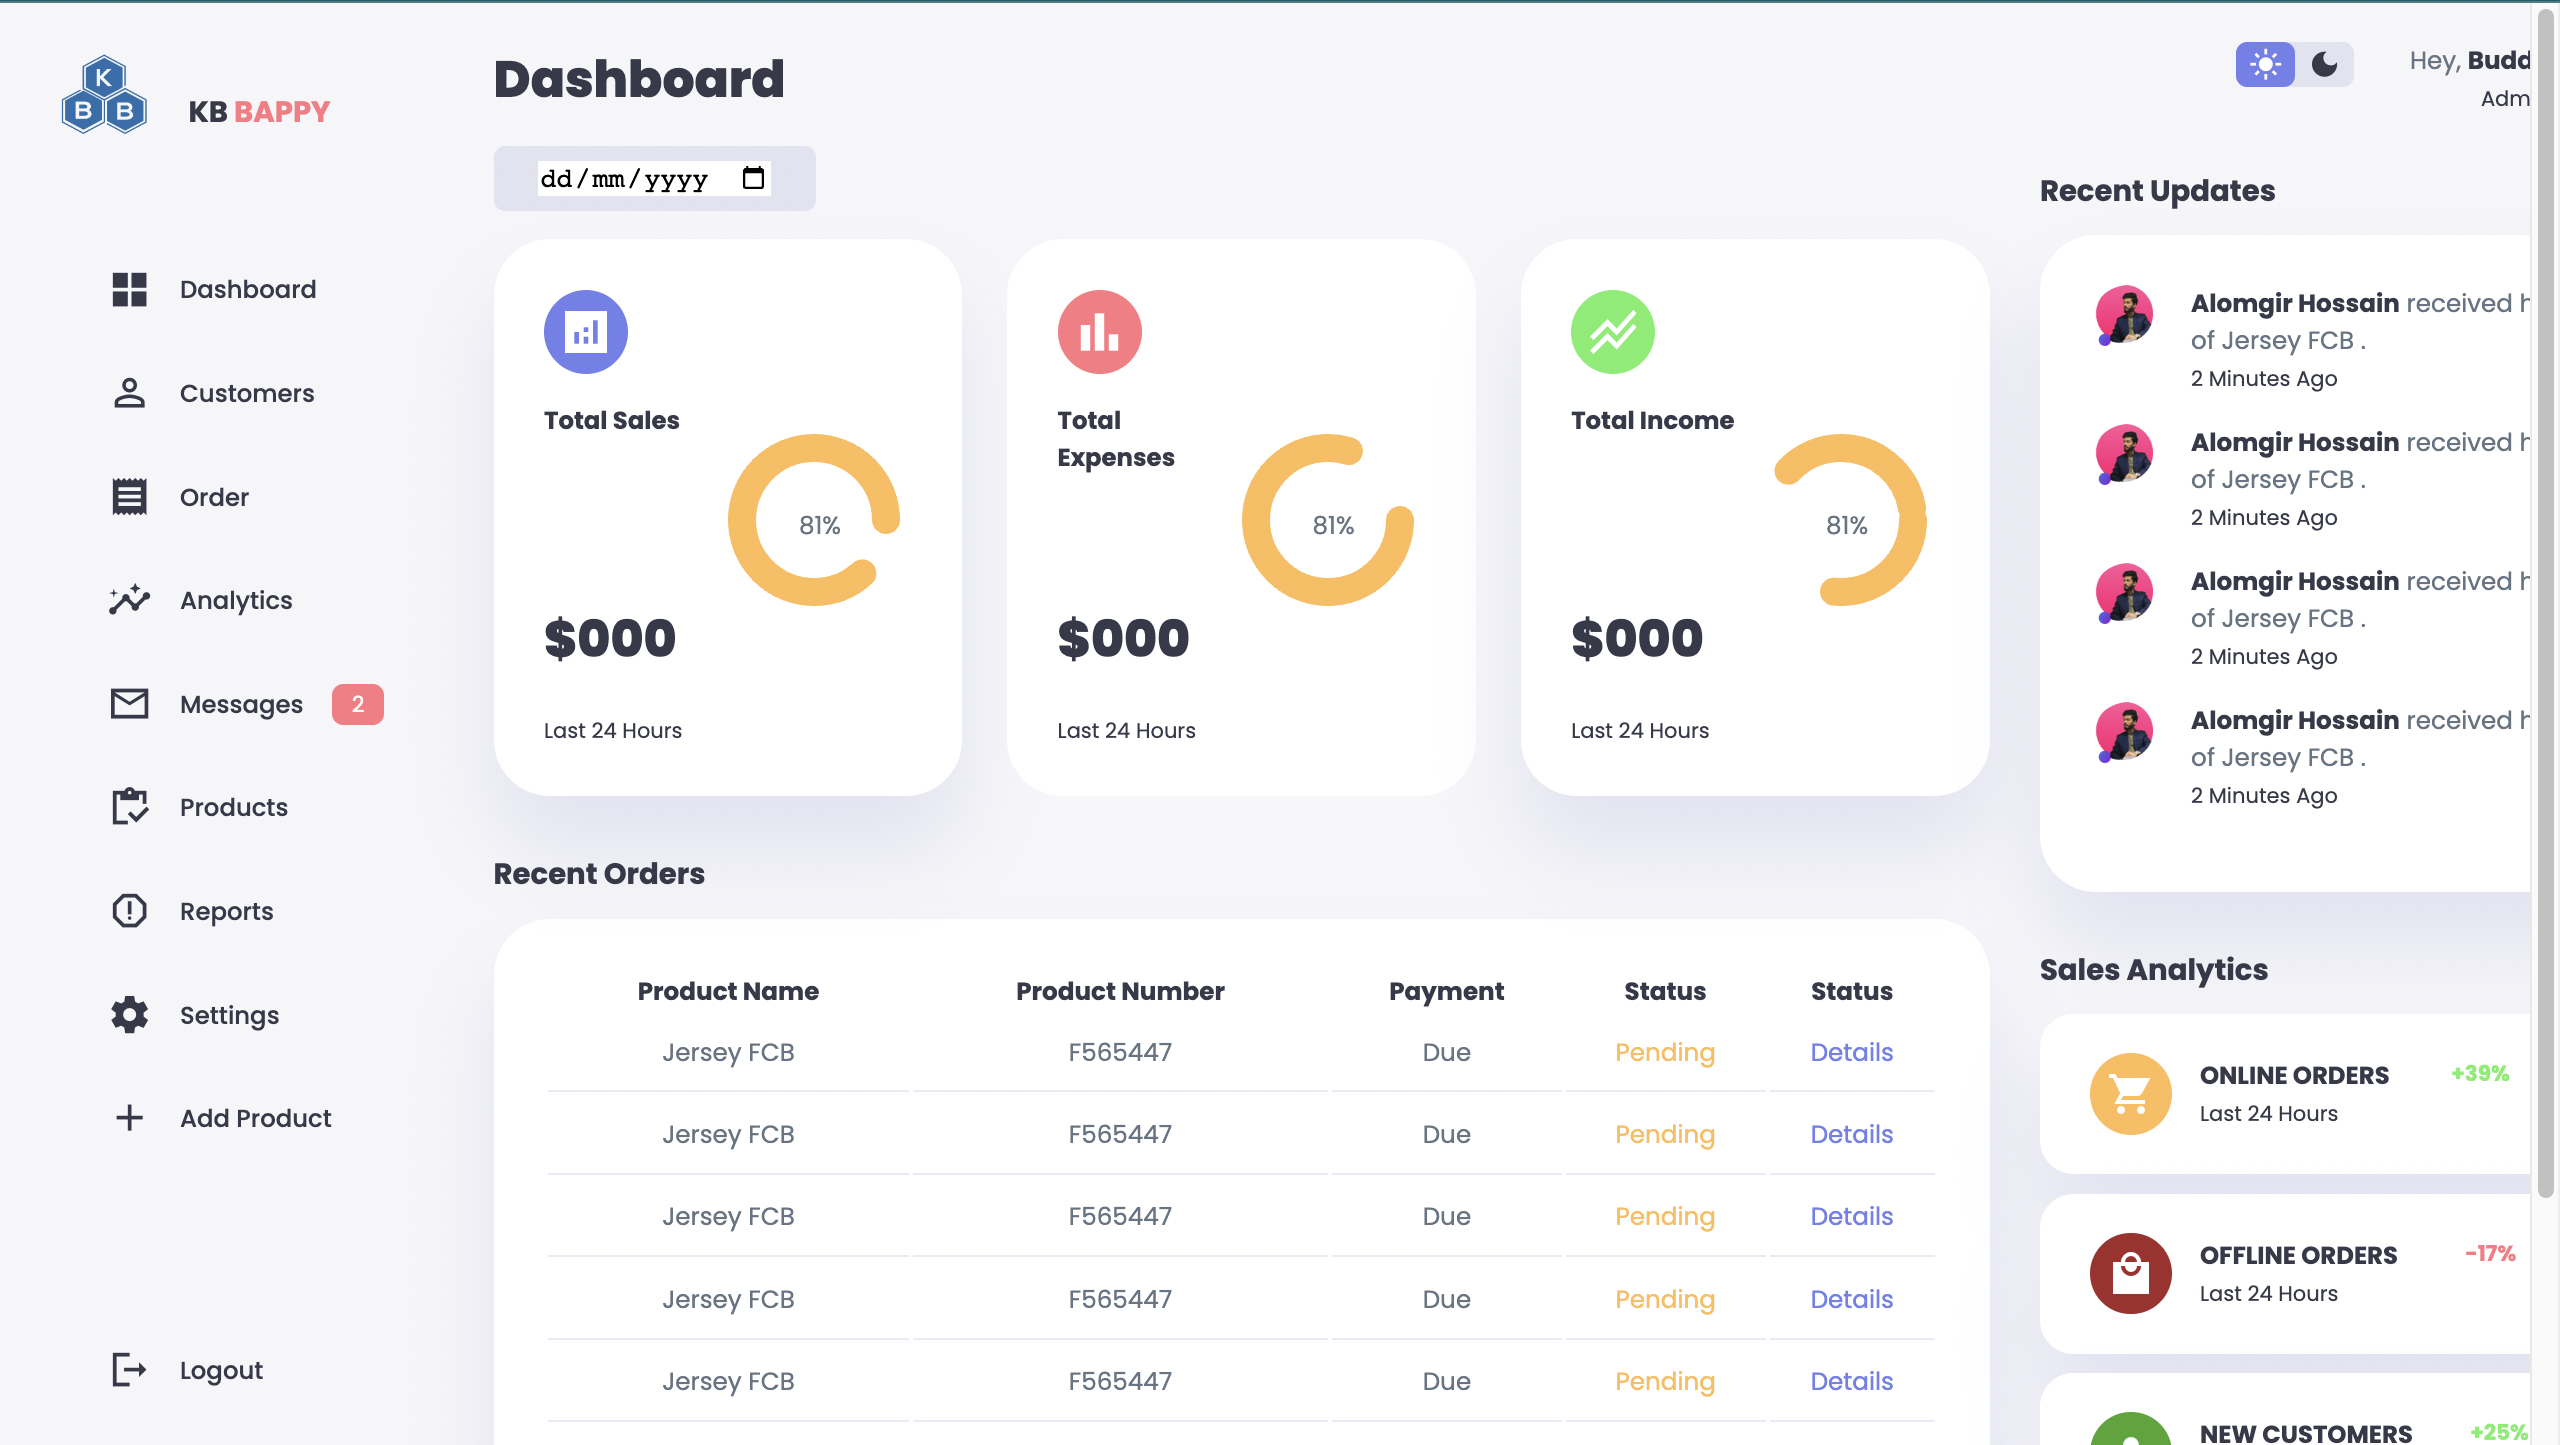 K
B B
KB BAPPY
Dashboard
Customers
Order
Analytics
Messages 2
Products
Reports
Settings
Add Product
Logout
Dashboard
dd/mm/yyyy
Total Sales
81%
$000
Last 24 Hours
Total
Expenses
81%
$000
Last 24 Hours
Total Income
81%
$000
Last 24 Hours
Recent Orders
Product Name Product Number Payment Status Status
Jersey FCB F565447 Due Pending Details
Jersey FCB F565447 Due Pending Details
Jersey FCB F565447 Due Pending Details
Jersey FCB F565447 Due Pending Details
Jersey FCB F565447 Due Pending Details
Hey, Budd
Adm
Recent Updates
Alomgir Hossain received
of Jersey FCB .
2 Minutes Ago
Alomgir Hossain received
of Jersey FCB .
2 Minutes Ago
Alomgir Hossain received
of Jersey FCB .
2 Minutes Ago
Alomgir Hossain received
of Jersey FCB .
2 Minutes Ago
Sales Analytics
ONLINE ORDERS +39%
Last 24 Hours
OFFLINE ORDERS -17%
Last 24 Hours
NEW CUSTOMERS +25%